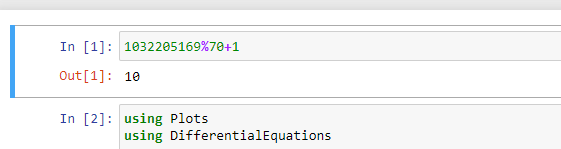 In [1]: 1032205169%70+1
Out[1]: 10
In [2]: using Plots
using DifferentialEquations